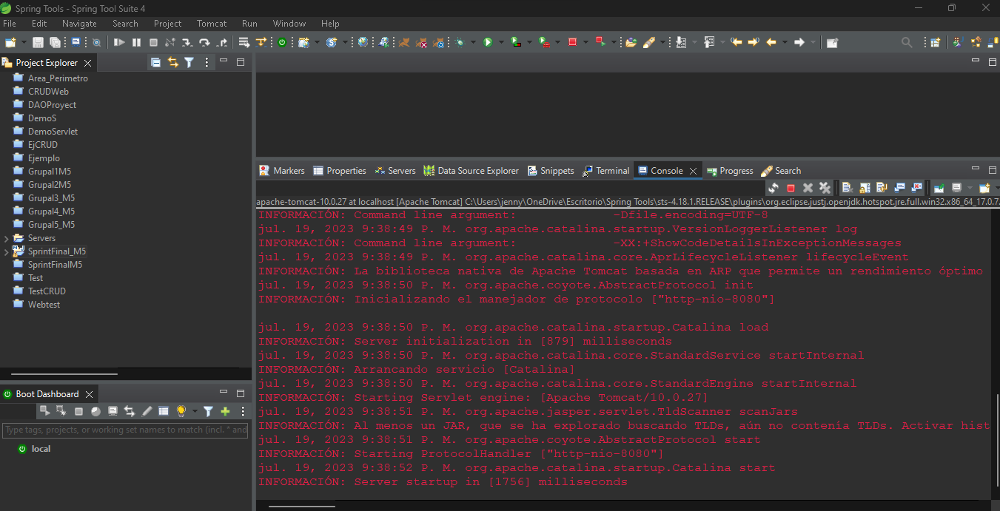 Spring Tools - Spring Tool Suite 4
File Edit Navigate Search Project Tomcat Run Window Help
Project Explorer
Area_Perimetro
CRUDWeb
DAOProyect
DemoS
DemoServlet
EjCRUD
Ejemplo
Grupal1M5
Grupal2M5
Grupal3_M5
Grupal4_M5
Grupal5_M5
Servers
SprintFinal_M5
SprintFinalM5
Test
TestCRUD
Webtest
Boot Dashboard
Type tags, projects, or working set names to match (incl. * and
local
Markers Properties Servers Data Source Explorer Snippets Terminal Console Progress Search
apache-tomcat-10.0.27 at localhost [Apache Tomcat] C:\Users\jenny\OneDrive\Escritorio\Spring Tools\sts-4.18.1.RELEASE\plugins\org.eclipse.justj.openjdk.hotspot.jre.full.win32.x86_64_17.0.7.
INFORMACIÓN: Command line argument: -Dfile.encoding=UTF-8
jul. 19, 2023 9:38:49 P. M. org.apache.catalina.startup.VersionLoggerListener log
INFORMACIÓN: Command line argument: -XX:+ShowCodeDetailsInExceptionMessages
jul. 19, 2023 9:38:49 P. M. org.apache.catalina.core.AprLifecycleListener lifecycleEvent
INFORMACIÓN: La biblioteca nativa de Apache Tomcat basada en ARP que permite un rendimiento óptimo
jul. 19, 2023 9:38:50 P. M. org.apache.coyote.AbstractProtocol init
INFORMACIÓN: Inicializando el manejador de protocolo ["http-nio-8080"]
jul. 19, 2023 9:38:50 P. M. org.apache.catalina.startup.Catalina load
INFORMACIÓN: Server initialization in [879] milliseconds
jul. 19, 2023 9:38:50 P. M. org.apache.catalina.core.StandardService startInternal
INFORMACIÓN: Arrancando servicio [Catalina]
jul. 19, 2023 9:38:50 P. M. org.apache.catalina.core.StandardEngine startInternal
INFORMACIÓN: Starting Servlet engine: [Apache Tomcat/10.0.27]
jul. 19, 2023 9:38:51 P. M. org.apache.jasper.servlet.TldScanner scanJars
INFORMACIÓN: Al menos un JAR, que se ha explorado buscando TLDs, aún no contenía TLDs. Activar hist
jul. 19, 2023 9:38:51 P. M. org.apache.coyote.AbstractProtocol start
INFORMACIÓN: Starting ProtocolHandler ["http-nio-8080"]
jul. 19, 2023 9:38:52 P. M. org.apache.catalina.startup.Catalina start
INFORMACIÓN: Server startup in [1756] milliseconds